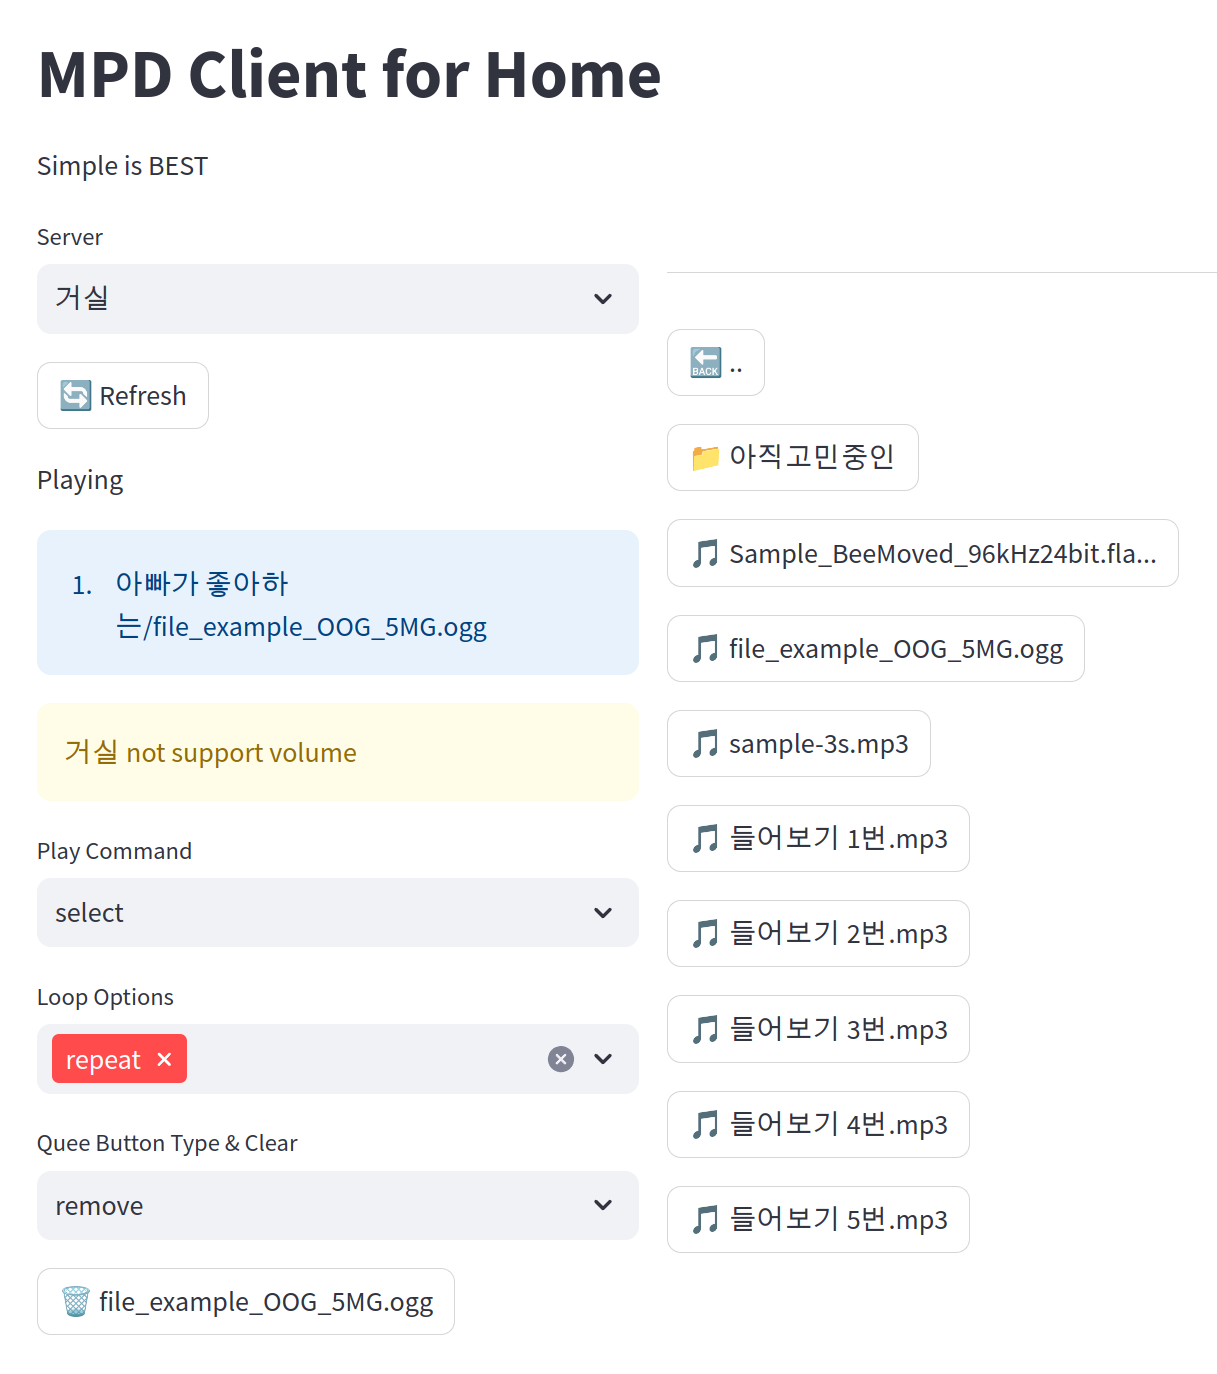 MPD Client for Home
Simple is BEST
Server
거실
🔄 Refresh
Playing
1. 아빠가 좋아하
는/file_example_OOG_5MG.ogg
거실 not support volume
Play Command
select
Loop Options
repeat ×
Quee Button Type & Clear
remove
🗑️ file_example_OOG_5MG.ogg
🔙 ..
📁 아직고민중인
🎵 Sample_BeeMoved_96kHz24bit.fla...
🎵 file_example_OOG_5MG.ogg
🎵 sample-3s.mp3
🎵 들어보기 1번.mp3
🎵 들어보기 2번.mp3
🎵 들어보기 3번.mp3
🎵 들어보기 4번.mp3
🎵 들어보기 5번.mp3